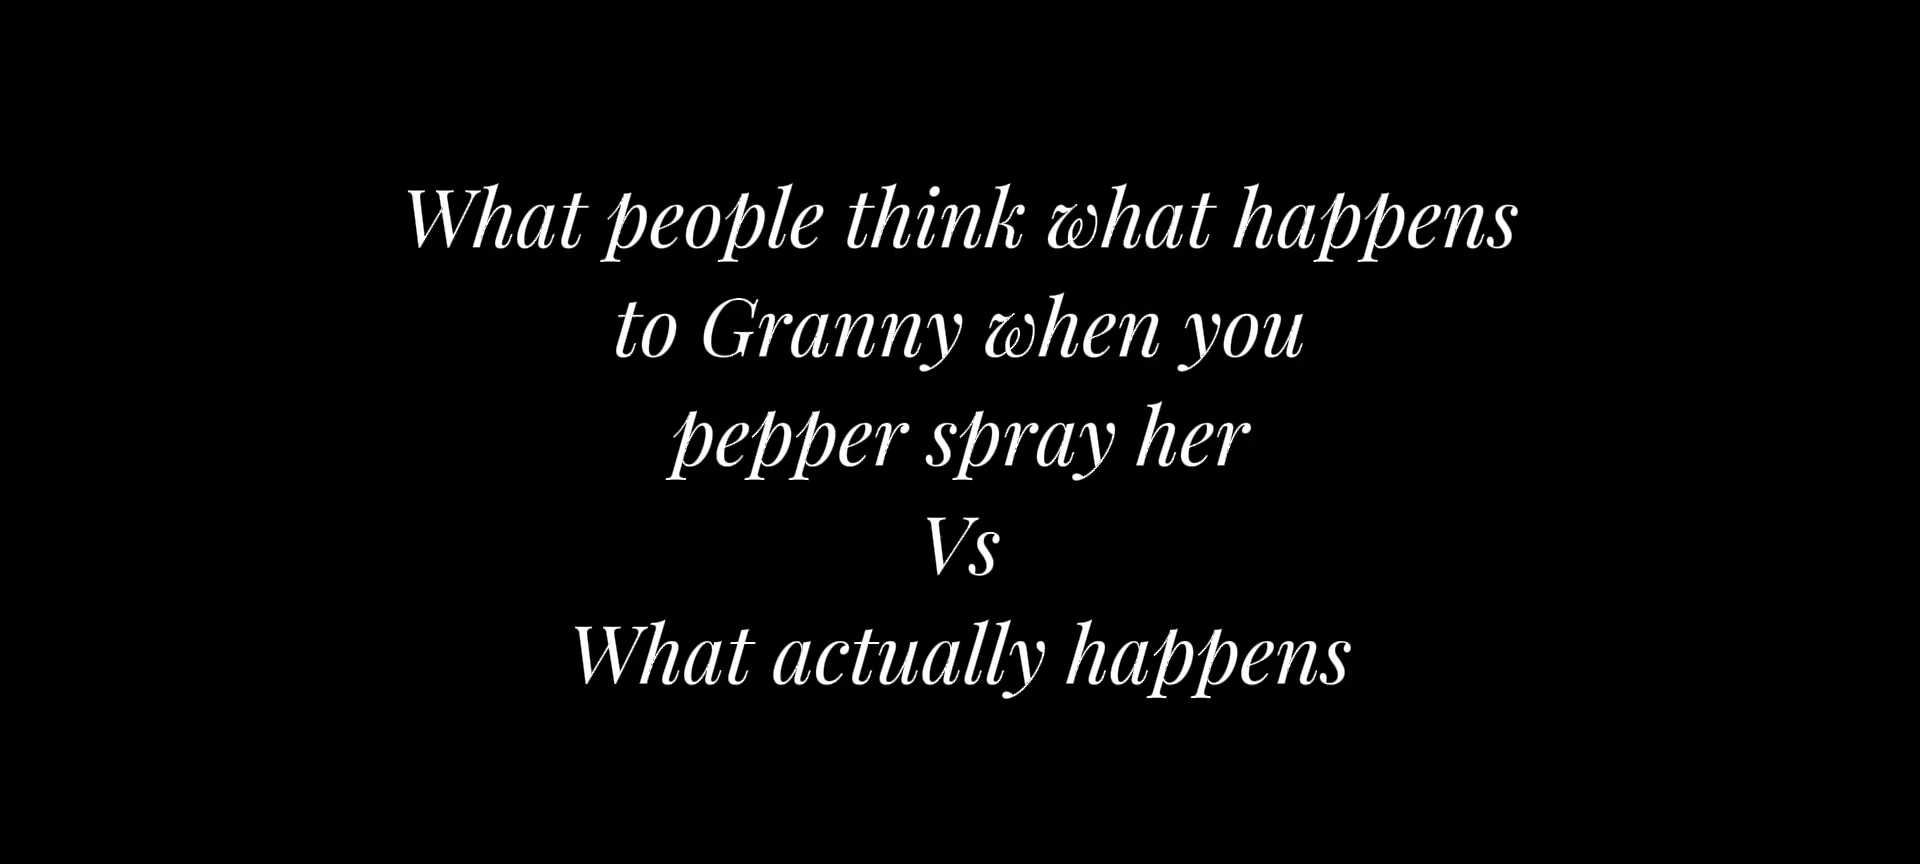 What people think what happens
to Granny when you
pepper spray her
Vs
What actually happens